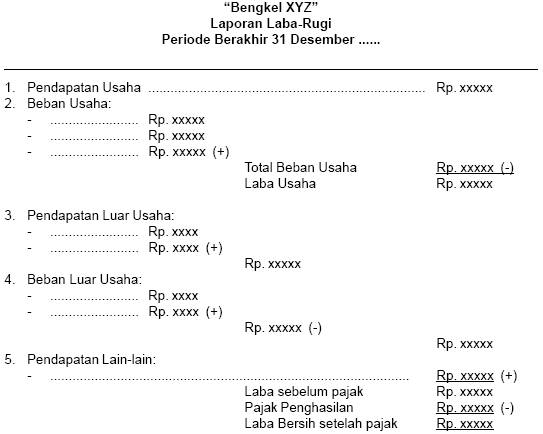 “Bengkel XYZ”
Laporan Laba-Rugi
Periode Berakhir 31 Desember ......
1. Pendapatan Usaha ........................................................................... Rp. xxxxx
2. Beban Usaha:
- ........................ Rp. xxxxx
- ........................ Rp. xxxxx
- ........................ Rp. xxxxx (+)
Total Beban Usaha Rp. xxxxx (-)
Laba Usaha Rp. xxxxx
3. Pendapatan Luar Usaha:
- ........................ Rp. xxxx
- ........................ Rp. xxxx (+)
Rp. xxxxx
4. Beban Luar Usaha:
- ........................ Rp. xxxx
- ........................ Rp. xxxx (+)
Rp. xxxxx (-)
Rp. xxxxx
5. Pendapatan Lain-lain:
- ................................................................................................. Rp. xxxxx (+)
Laba sebelum pajak Rp. xxxxx
Pajak Penghasilan Rp. xxxxx (-)
Laba Bersih setelah pajak Rp. xxxxx